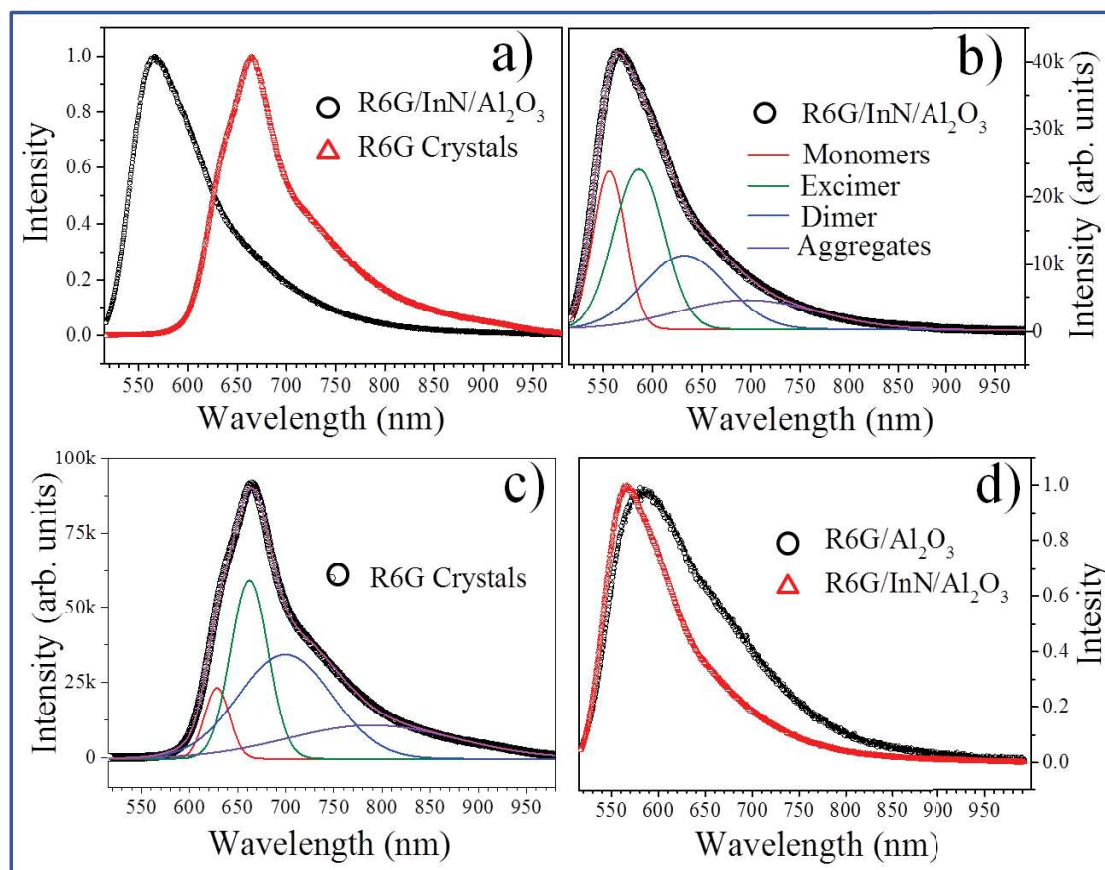 a)
R6G/InN/Al₂O₃
R6G Crystals
Intensity
1.0
0.8
0.6
0.4
0.2
0.0
550 600 650 700 750 800 850 900 950
Wavelength (nm)
b)
R6G/InN/Al₂O₃
Monomers
Excimer
Dimer
Aggregates
Intensity (arb. units)
40k
30k
20k
10k
0
550 600 650 700 750 800 850 900 950
Wavelength (nm)
c)
R6G Crystals
Intensity (arb. units)
100k
75k
50k
25k
0
550 600 650 700 750 800 850 900 950
Wavelength (nm)
d)
R6G/Al₂O₃
R6G/InN/Al₂O₃
Intesity
1.0
0.8
0.6
0.4
0.2
0.0
550 600 650 700 750 800 850 900 950
Wavelength (nm)